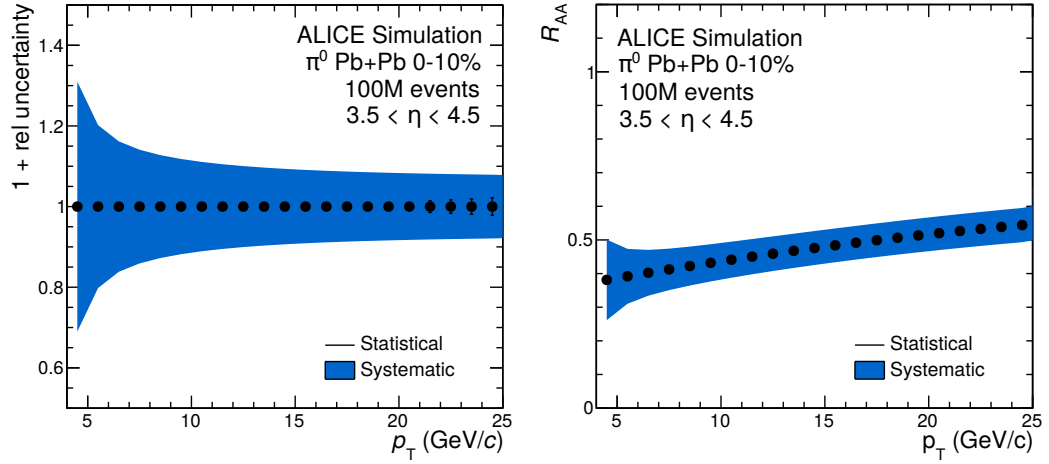 1 + rel uncertainty
1.4
1.2
1
0.8
0.6
ALICE Simulation
π⁰ Pb+Pb 0-10%
100M events
3.5 < η < 4.5
Statistical
Systematic
5 10 15 20 25
p_T (GeV/c)
R_AA
1
0.5
0
ALICE Simulation
π⁰ Pb+Pb 0-10%
100M events
3.5 < η < 4.5
Statistical
Systematic
5 10 15 20 25
p_T (GeV/c)